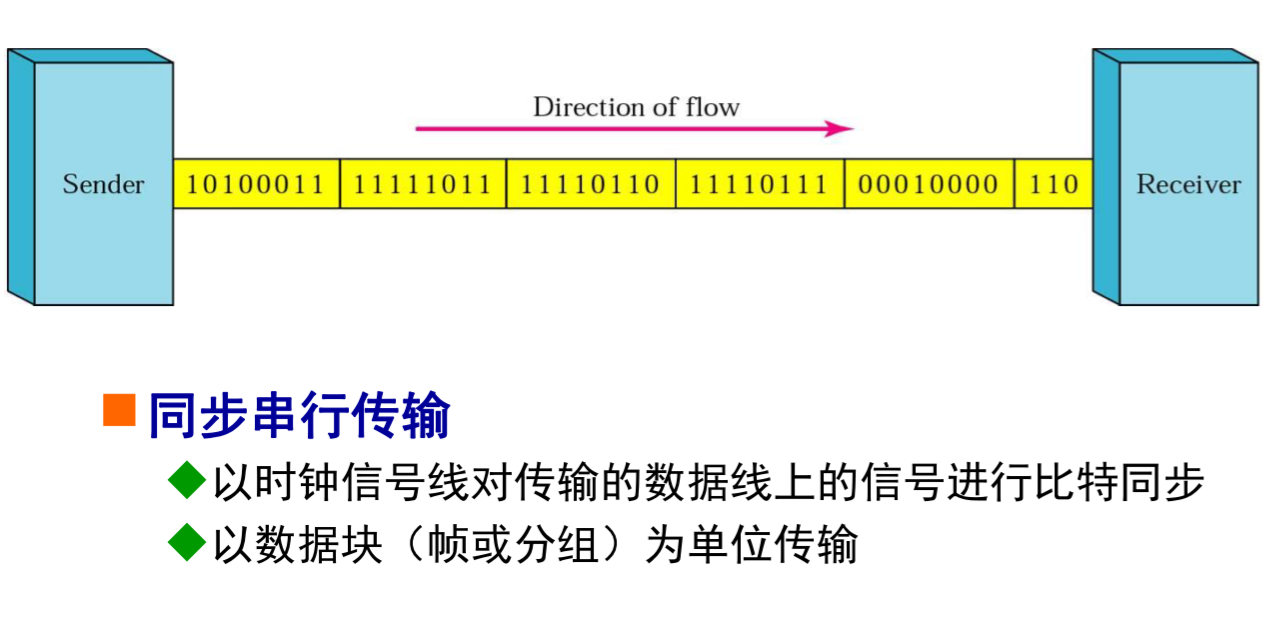 Direction of flow
Sender 10100011 11111011 11110110 11110111 00010000 110 Receiver
同步串行传输
以时钟信号线对传输的数据线上的信号进行比特同步
以数据块（帧或分组）为单位传输